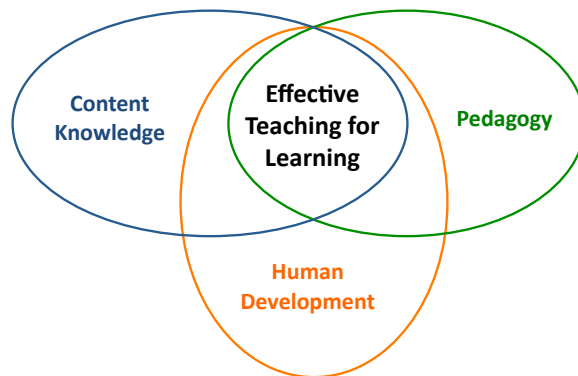 Content
Knowledge
Effective
Teaching for
Learning
Pedagogy
Human
Development